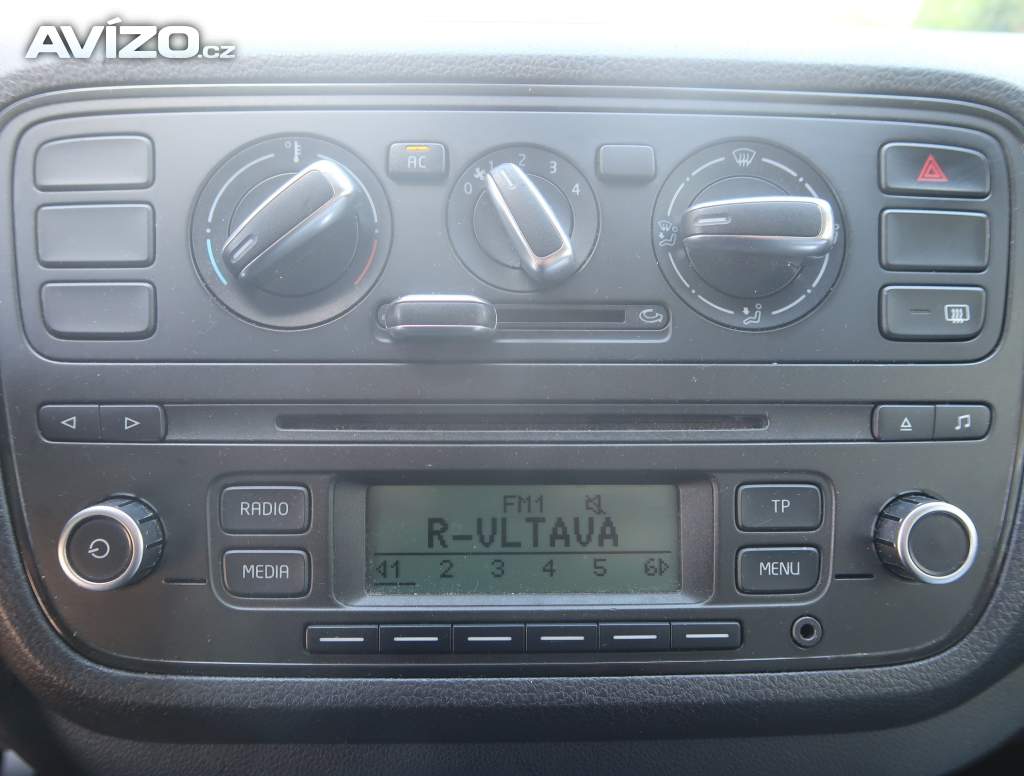 AVÍZO.cz
AC
0 1 2 3 4
RADIO
MEDIA
FM1
R-VLTAVA
1 2 3 4 5 6
TP
MENU